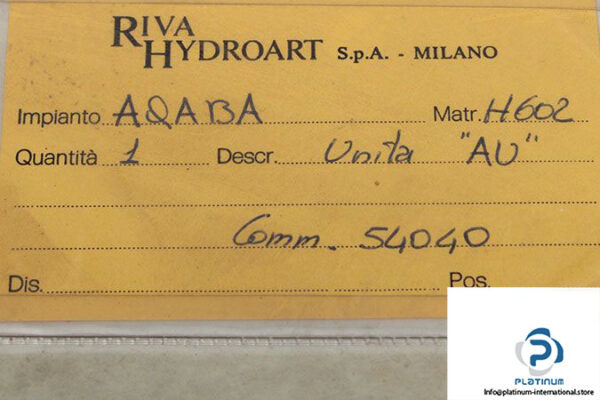 RIVA
HYDROART S.p.A. - MILANO
Impianto AQABA Matr. H602
Quantità 1 Descr. Unita "AU"
Comm. 54040
Dis. Pos.
PLATINUM
Info@platinum-international.store